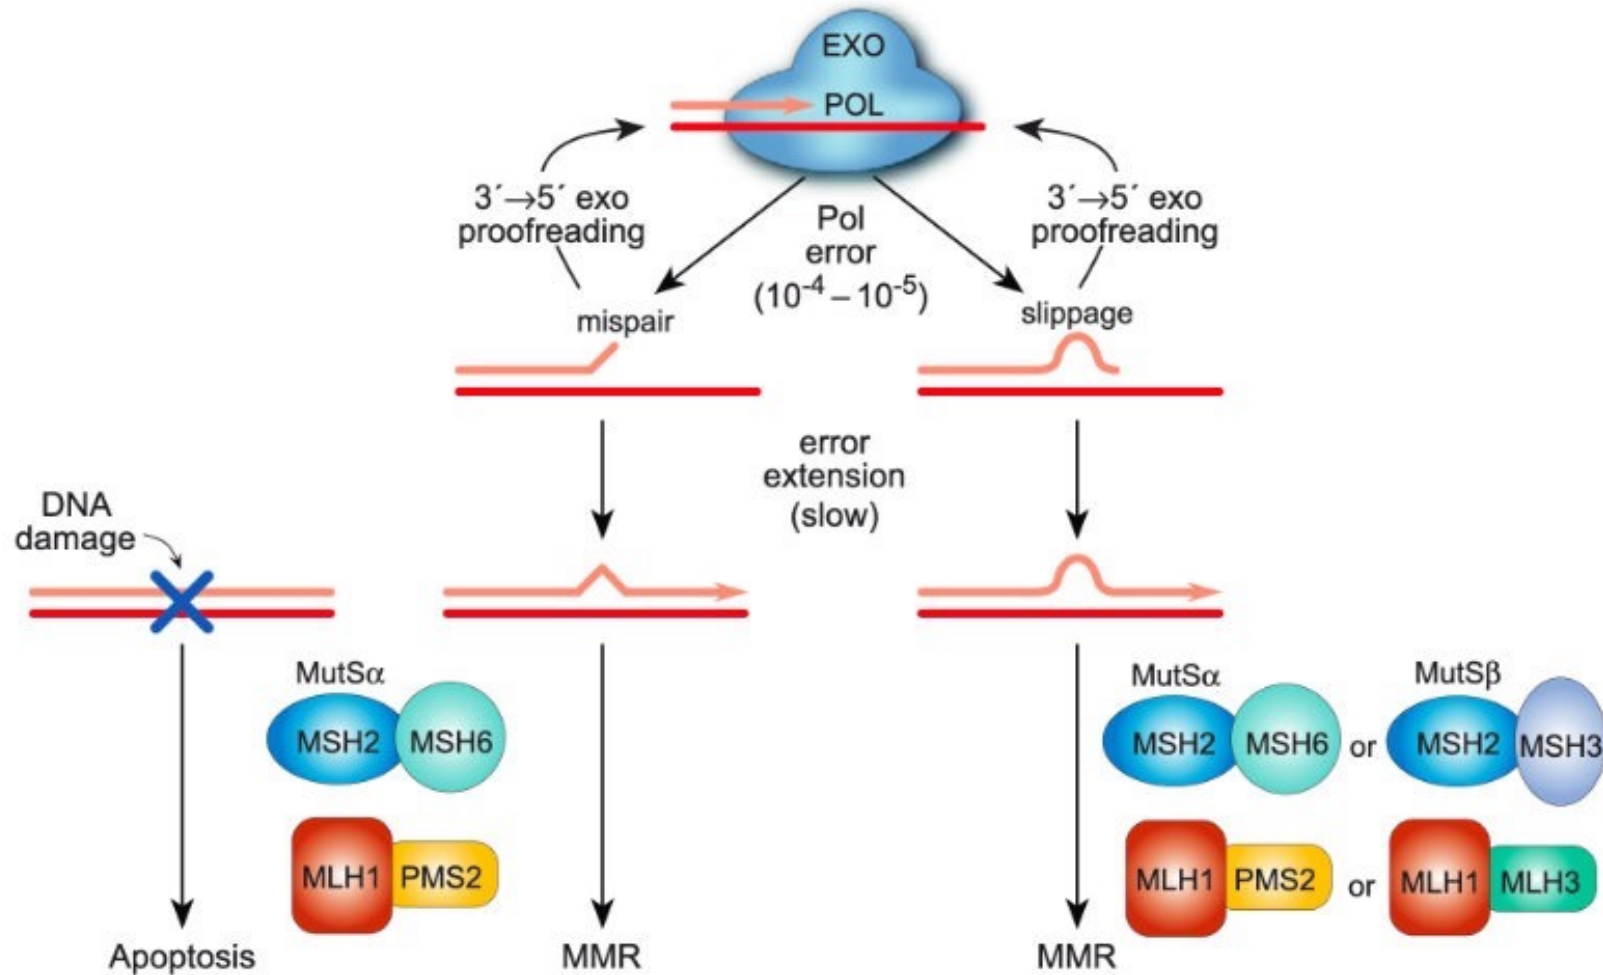 EXO
POL
3´→5´ exo
proofreading
Pol
error
(10⁻⁴ – 10⁻⁵)
3´→5´ exo
proofreading
mispair
slippage
error
extension
(slow)
DNA
damage
MutSα
MSH2 MSH6
MLH1 PMS2
MutSα MutSβ
MSH2 MSH6 or MSH2 MSH3
MLH1 PMS2 or MLH1 MLH3
Apoptosis
MMR
MMR